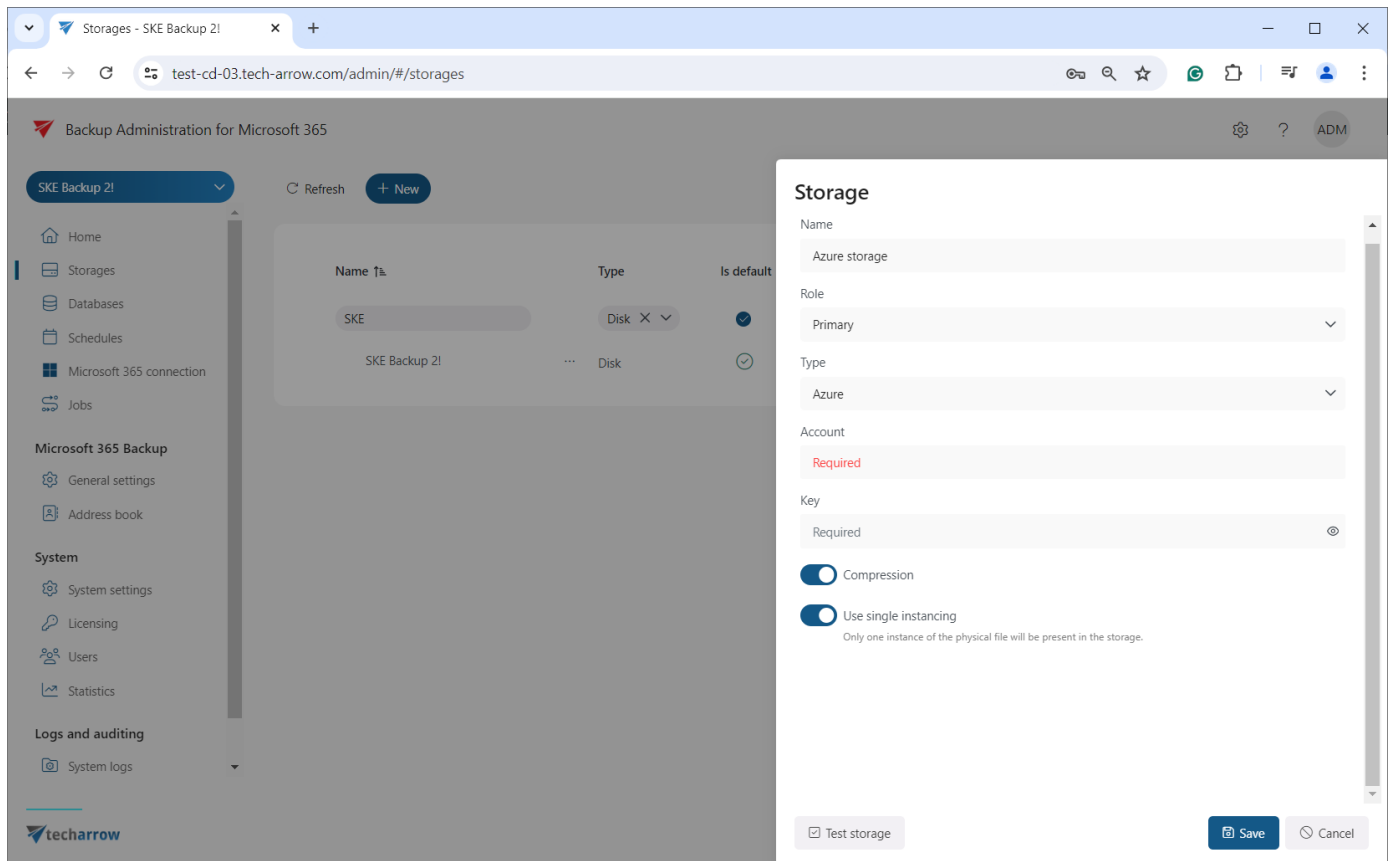 Storages - SKE Backup 2!
test-cd-03.tech-arrow.com/admin/#/storages
Backup Administration for Microsoft 365
ADM
SKE Backup 2!
Home
Storages
Databases
Schedules
Microsoft 365 connection
Jobs
Microsoft 365 Backup
General settings
Address book
System
System settings
Licensing
Users
Statistics
Logs and auditing
System logs
techarrow
Refresh
New
Name Type Is default
SKE Disk
SKE Backup 2! ... Disk
Storage
Name
Azure storage
Role
Primary
Type
Azure
Account
Required
Key
Required
Compression
Use single instancing
Only one instance of the physical file will be present in the storage.
Test storage
Save
Cancel